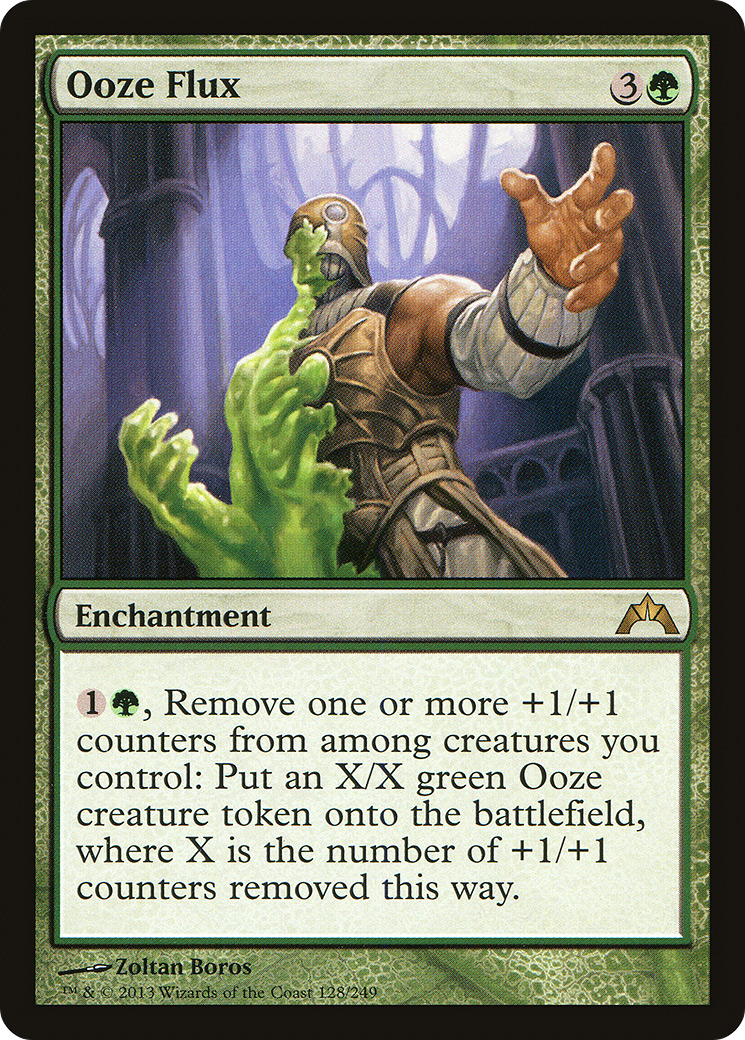 Ooze Flux 3
Enchantment
1, Remove one or more +1/+1
counters from among creatures you
control: Put an X/X green Ooze
creature token onto the battlefield,
where X is the number of +1/+1
counters removed this way.
Zoltan Boros
™ & © 2013 Wizards of the Coast 128/249